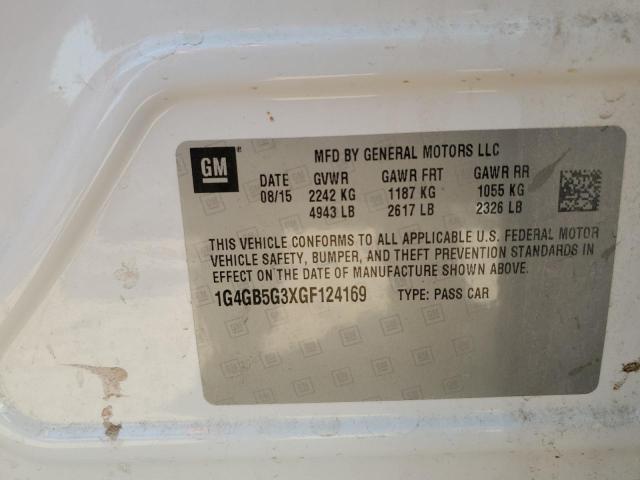 GM
MFD BY GENERAL MOTORS LLC
DATE GVWR GAWR FRT GAWR RR
08/15 2242 KG 1187 KG 1055 KG
4943 LB 2617 LB 2326 LB
THIS VEHICLE CONFORMS TO ALL APPLICABLE U.S. FEDERAL MOTOR
VEHICLE SAFETY, BUMPER, AND THEFT PREVENTION STANDARDS IN
EFFECT ON THE DATE OF MANUFACTURE SHOWN ABOVE.
1G4GB5G3XGF124169 TYPE: PASS CAR